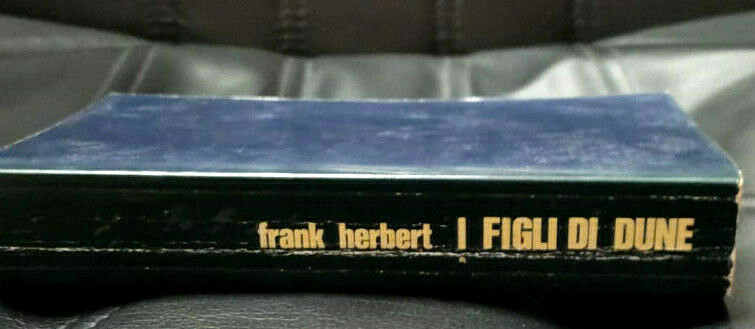 frank herbert I FIGLI DI DUNE